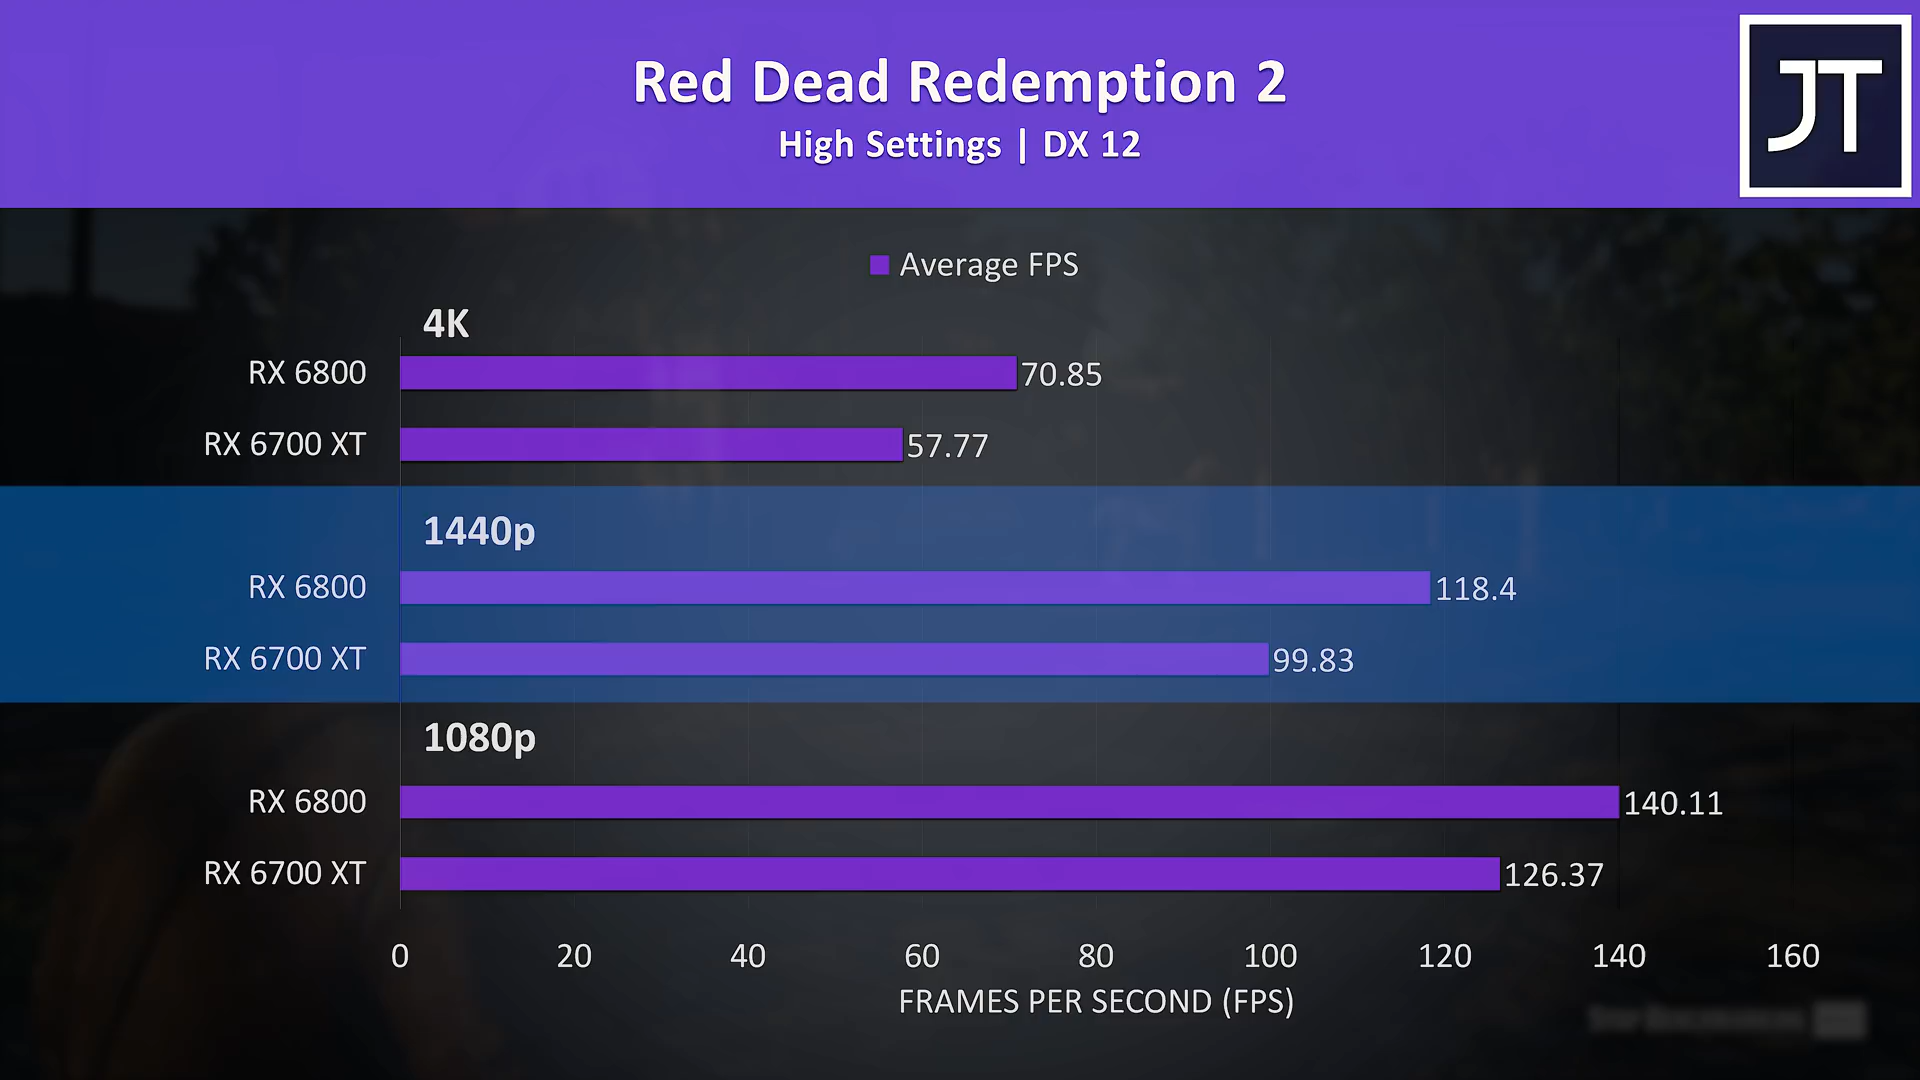 Red Dead Redemption 2
JT
High Settings | DX 12
Average FPS
4K
RX 6800 70.85
RX 6700 XT 57.77
1440p
RX 6800 118.4
RX 6700 XT 99.83
1080p
RX 6800 140.11
RX 6700 XT 126.37
0 20 40 60 80 100 120 140 160
FRAMES PER SECOND (FPS)